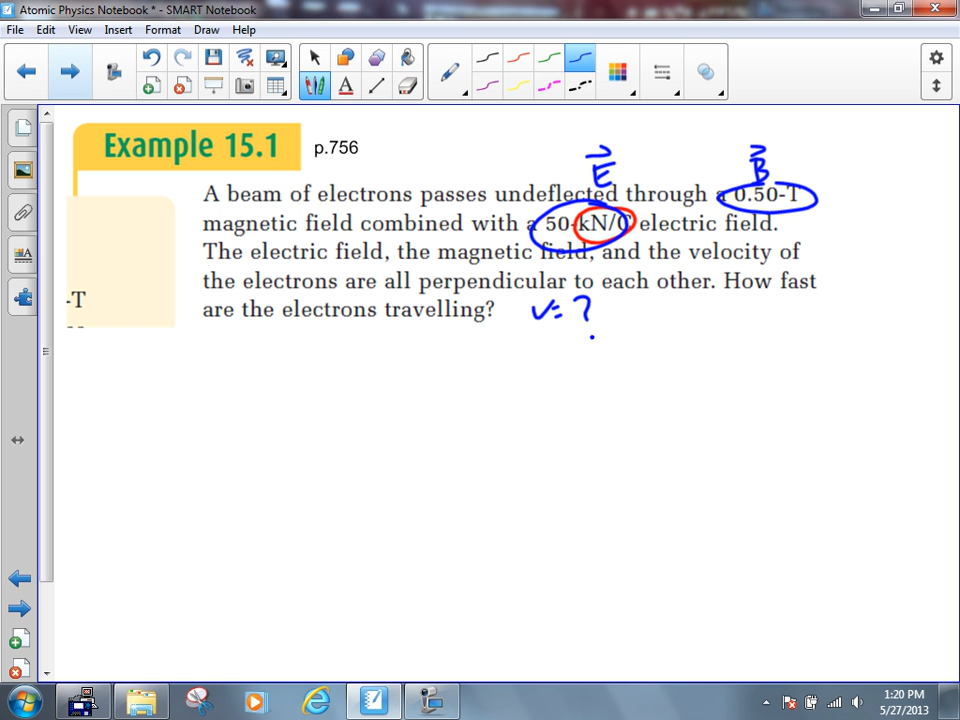 Atomic Physics Notebook * - SMART Notebook
File Edit View Insert Format Draw Help
Example 15.1 p.756
E B
A beam of electrons passes undeflected through a 0.50-T
magnetic field combined with a 50-kN/C electric field.
The electric field, the magnetic field, and the velocity of
the electrons are all perpendicular to each other. How fast
are the electrons travelling? v= ?
-T
1:20 PM
5/27/2013